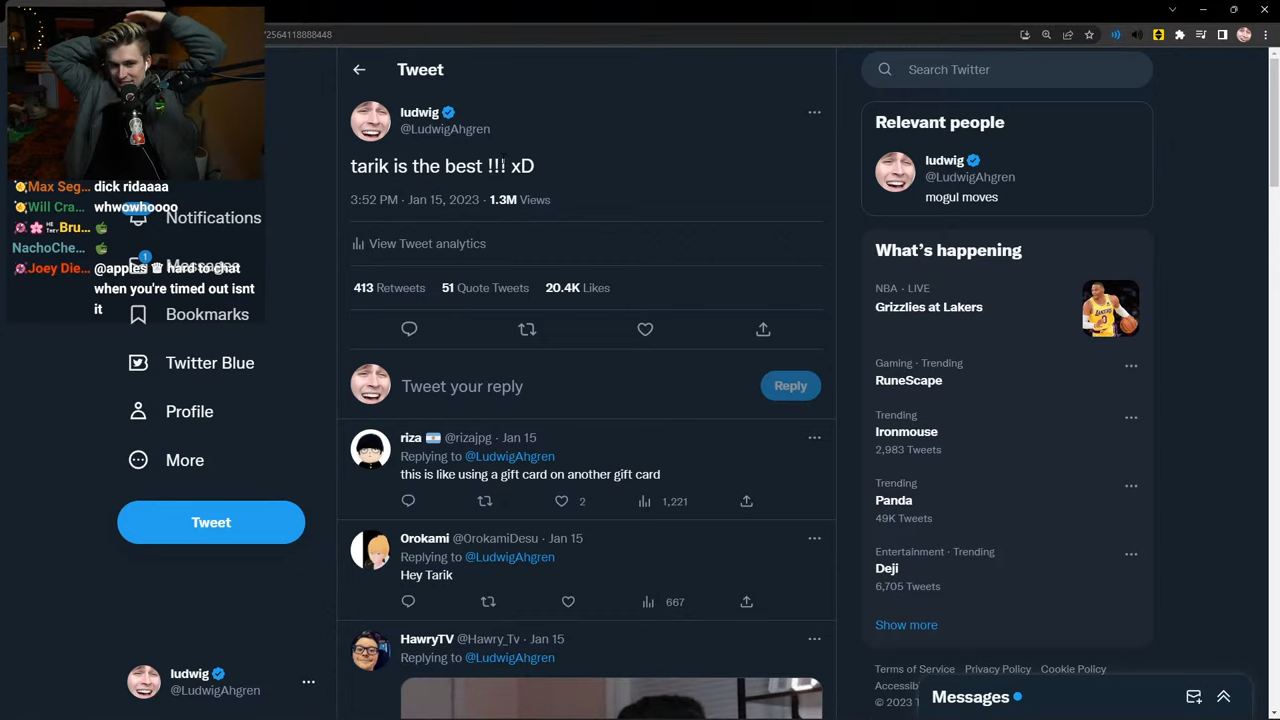 2564118888448
Tweet
Search Twitter
ludwig
@LudwigAhgren
tarik is the best !!! xD
3:52 PM · Jan 15, 2023 · 1.3M Views
View Tweet analytics
413 Retweets 51 Quote Tweets 20.4K Likes
Tweet your reply
Reply
riza @rizajpg · Jan 15
Replying to @LudwigAhgren
this is like using a gift card on another gift card
2 1,221
Orokami @OrokamiDesu · Jan 15
Replying to @LudwigAhgren
Hey Tarik
667
HawryTV @Hawry_Tv · Jan 15
Replying to @LudwigAhgren
Max Seg... dick ridaaaa
Will Cra... whwowhoooo
HE THEY Bru...
NachoChe...
Joey Die... @apples hard to chat
when you're timed out isnt
it
Notifications
1 Messages
Bookmarks
Twitter Blue
Profile
More
Tweet
ludwig
@LudwigAhgren
Relevant people
ludwig
@LudwigAhgren
mogul moves
What's happening
NBA · LIVE
Grizzlies at Lakers
Gaming · Trending
RuneScape
Trending
Ironmouse
2,983 Tweets
Trending
Panda
49K Tweets
Entertainment · Trending
Deji
6,705 Tweets
Show more
Terms of Service Privacy Policy Cookie Policy
Accessib
© 2023 T
Messages